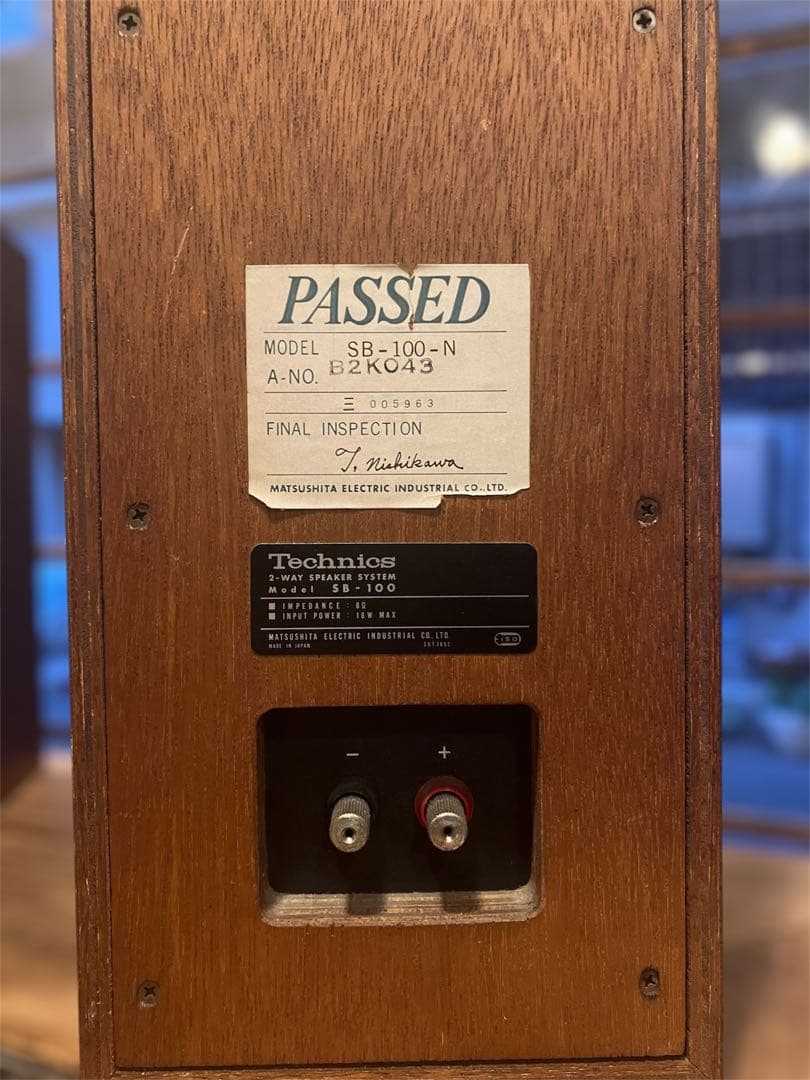 PASSED
MODEL SB-100-N
A-NO. B2K043
005963
FINAL INSPECTION
T. Nishikawa
MATSUSHITA ELECTRIC INDUSTRIAL CO.,LTD.
Technics
2-WAY SPEAKER SYSTEM
Model SB-100
■ IMPEDANCE : 8Ω
■ INPUT POWER : 18W MAX
MATSUSHITA ELECTRIC INDUSTRIAL CO., LTD.
MADE IN JAPAN
− +